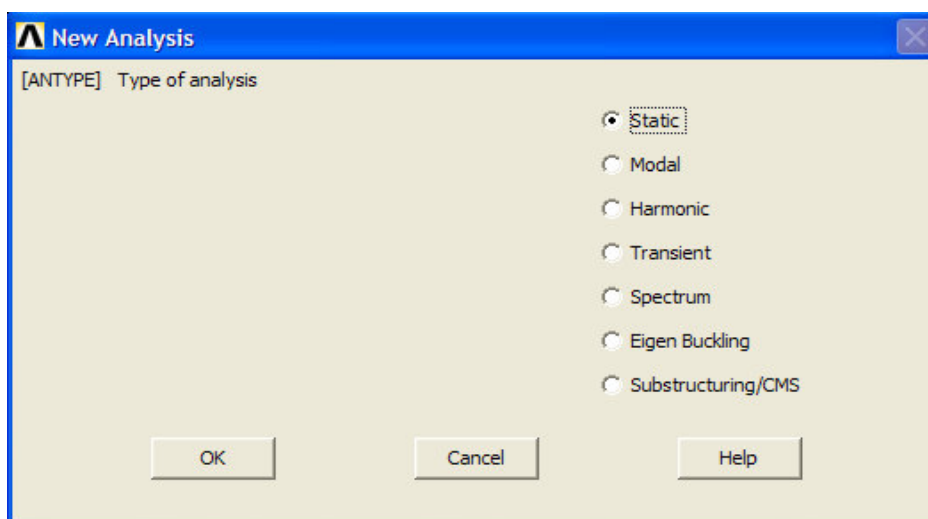 New Analysis
[ANTYPE] Type of analysis
Static
Modal
Harmonic
Transient
Spectrum
Eigen Buckling
Substructuring/CMS
OK Cancel Help